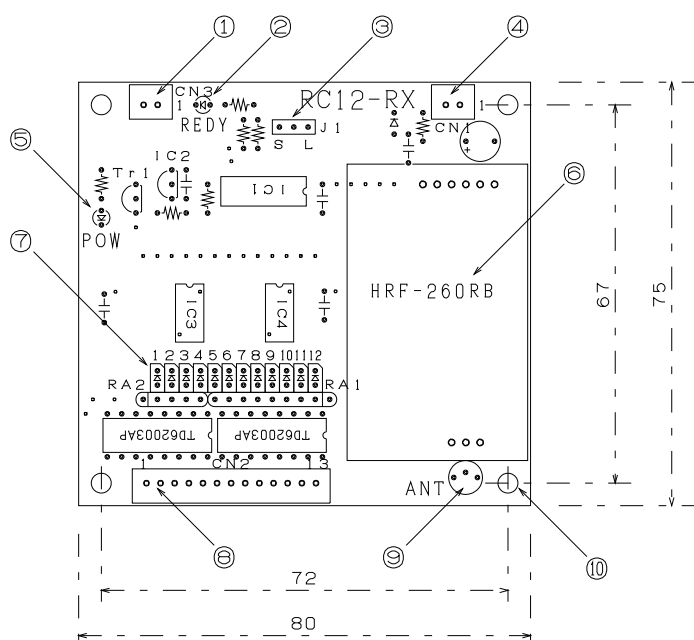 ① ② ③ ④
CN3
1
RC12-RX
1
REDY
J1
CN1
S L
+
⑤
IC2
Tr1
IC1
⑥
POW
⑦
HRF-260RB
67
75
IC3
IC4
1 2 3 4 5 6 7 8 9 10 11 12
RA2
RA1
TD62003AP
TD62003AP
1
CN2
13
ANT
⑧
⑨
⑩
72
80